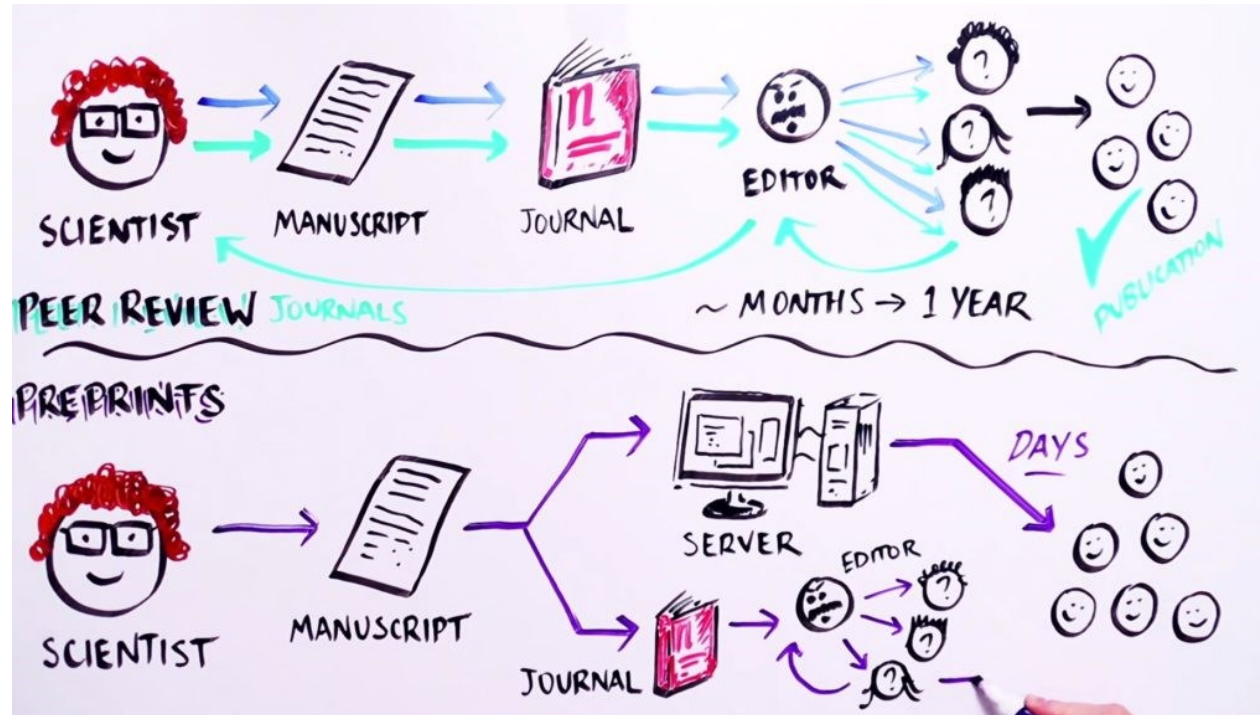 SCIENTIST
MANUSCRIPT
n
JOURNAL
EDITOR
?
?
?
PUBLICATION
PEER REVIEW JOURNALS
~ MONTHS → 1 YEAR
PREPRINTS
SCIENTIST
MANUSCRIPT
SERVER
DAYS
n
JOURNAL
EDITOR
?
?
?